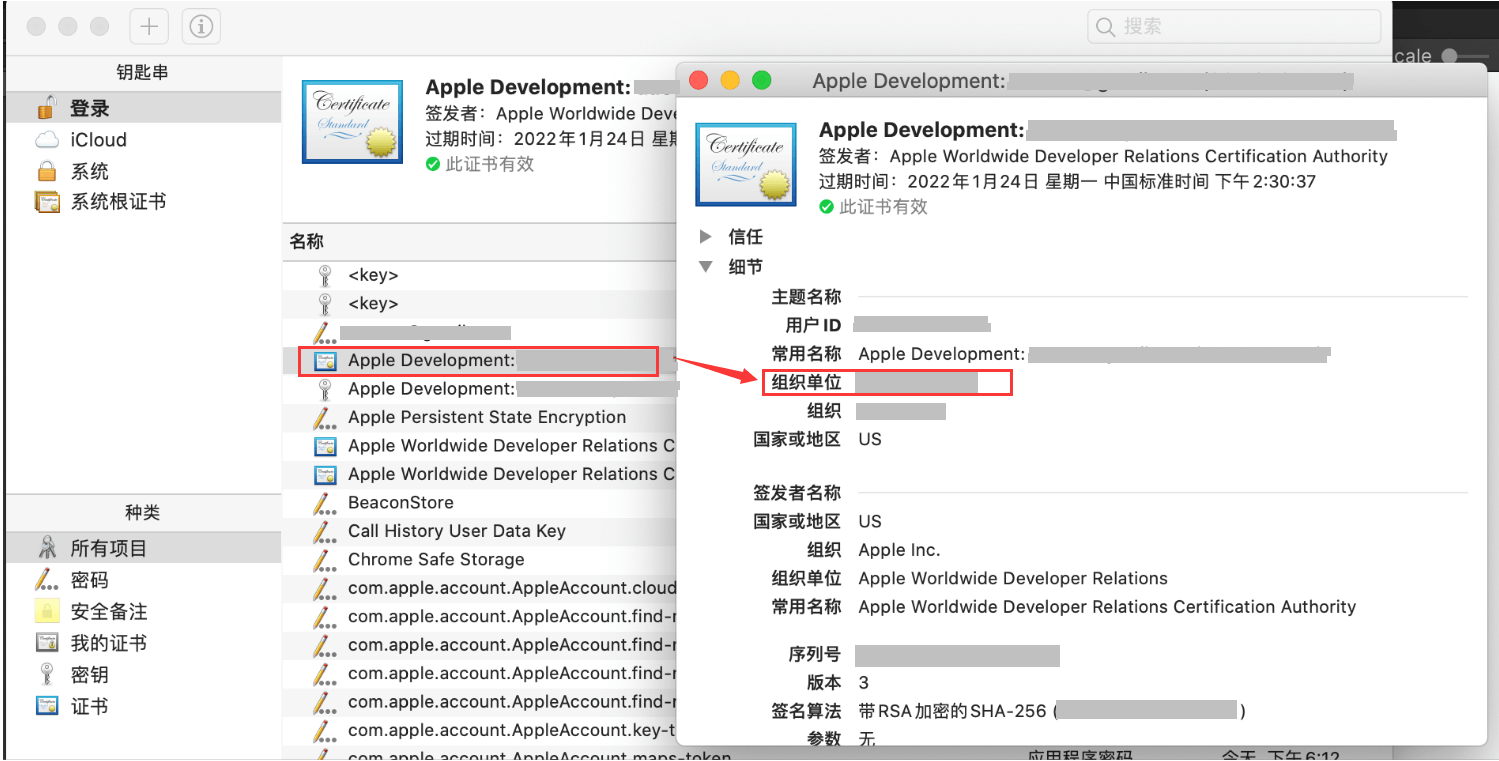 搜索
cale
钥匙串
登录
iCloud
系统
系统根证书
种类
所有项目
密码
安全备注
我的证书
密钥
证书
Certificate
Standard
Apple Development:
签发者：Apple Worldwide Deve
过期时间：2022年1月24日 星期
此证书有效
名称
<key>
<key>
Apple Development:
Apple Development:
Apple Persistent State Encryption
Apple Worldwide Developer Relations C
Apple Worldwide Developer Relations C
BeaconStore
Call History User Data Key
Chrome Safe Storage
com.apple.account.AppleAccount.cloud
com.apple.account.AppleAccount.find-
com.apple.account.AppleAccount.find-
com.apple.account.AppleAccount.find-
com.apple.account.AppleAccount.find-
com.apple.account.AppleAccount.key-t
com.apple.account.AppleAccount.maps-token 应用程序密码 今天 下午6:12
Apple Development:
Certificate
Standard
Apple Development:
签发者：Apple Worldwide Developer Relations Certification Authority
过期时间：2022年1月24日 星期一 中国标准时间 下午2:30:37
此证书有效
信任
细节
主题名称
用户 ID
常用名称 Apple Development:
组织单位
组织
国家或地区 US
签发者名称
国家或地区 US
组织 Apple Inc.
组织单位 Apple Worldwide Developer Relations
常用名称 Apple Worldwide Developer Relations Certification Authority
序列号
版本 3
签名算法 带RSA加密的SHA-256 ( )
参数 无